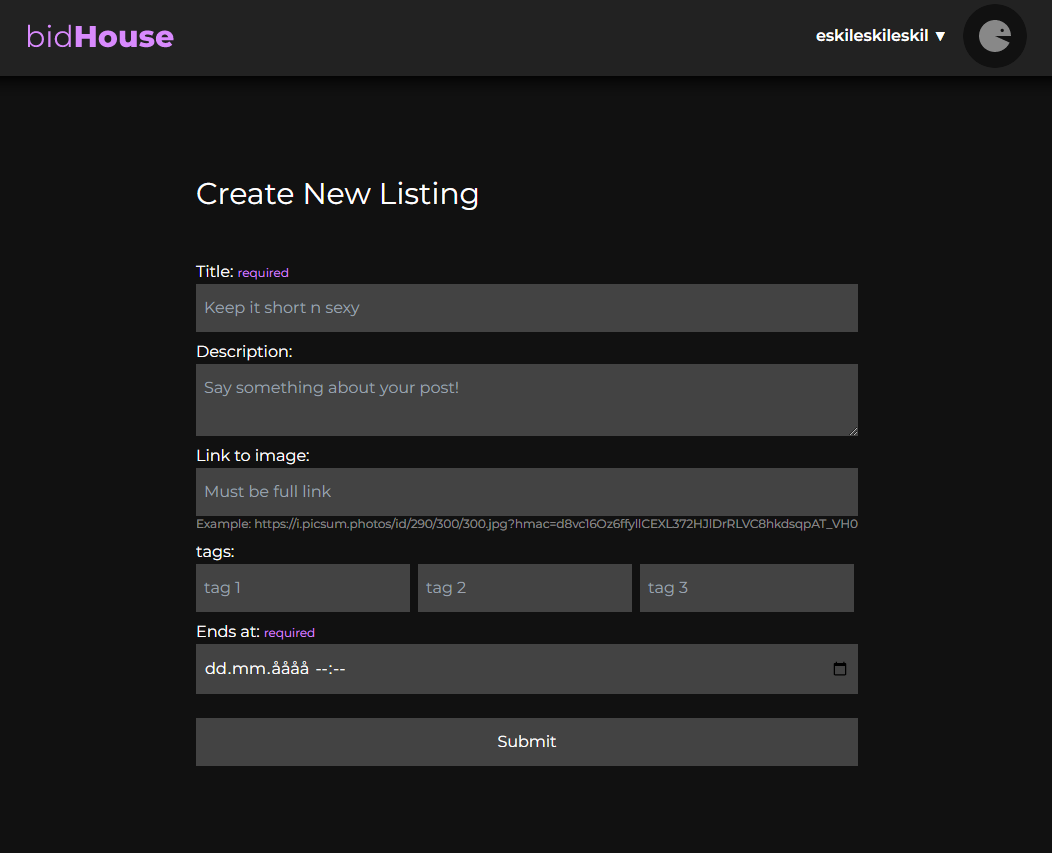 bidHouse
eskileskileskil ▼
Create New Listing
Title: required
Keep it short n sexy
Description:
Say something about your post!
Link to image:
Must be full link
Example: https://i.picsum.photos/id/290/300/300.jpg?hmac=d8vc16Oz6ffyllCEXL372HJlDrRLVC8hkdsqpAT_VH0
tags:
tag 1 tag 2 tag 3
Ends at: required
dd.mm.åååå --:--
Submit